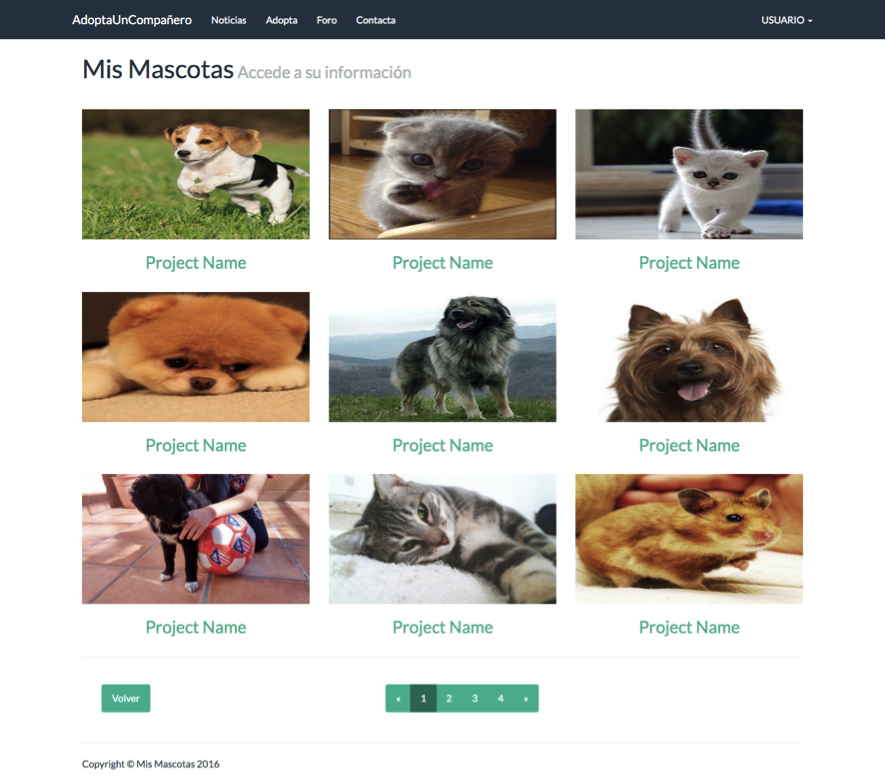 AdoptaUnCompañero Noticias Adopta Foro Contacta USUARIO
Mis Mascotas Accede a su información
Project Name Project Name Project Name
Project Name Project Name Project Name
Project Name Project Name Project Name
Volver « 1 2 3 4 »
Copyright © Mis Mascotas 2016